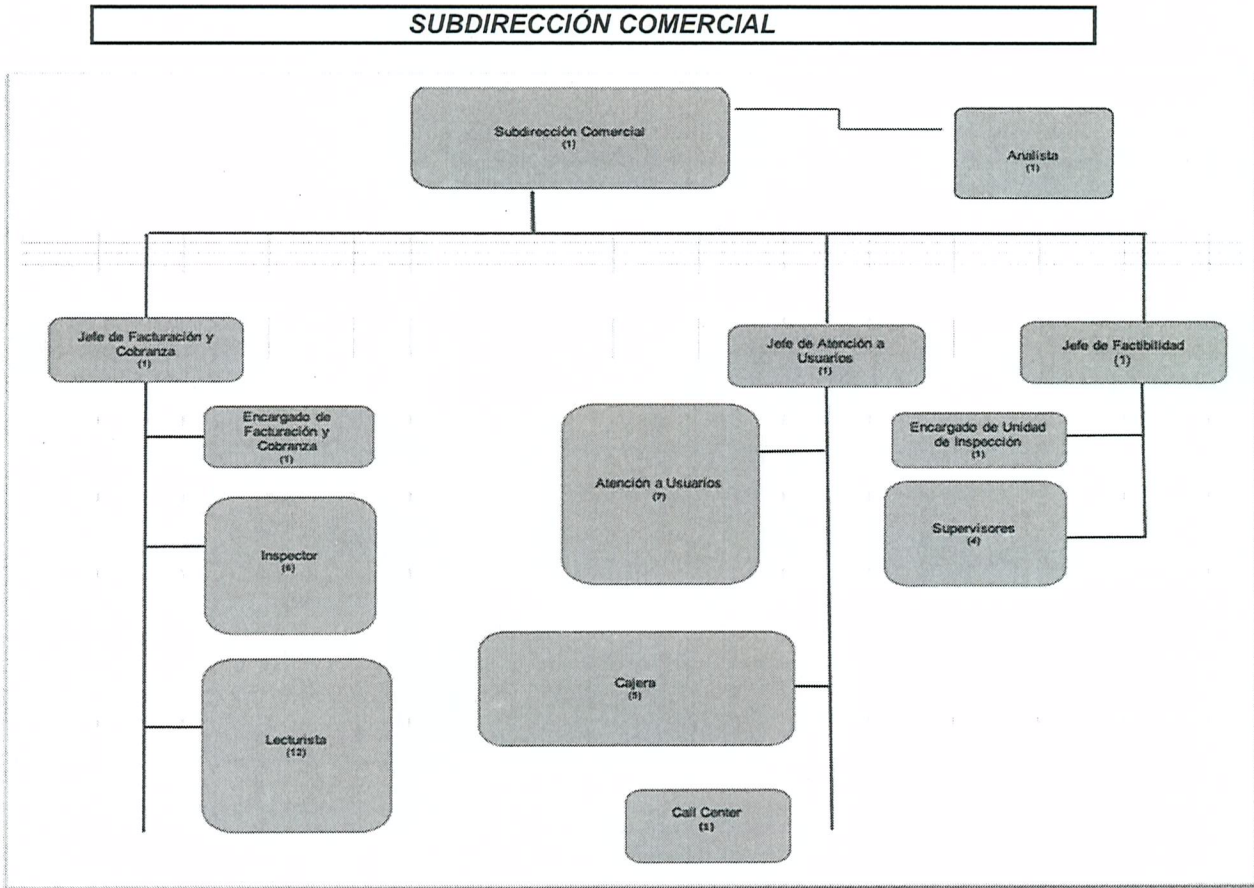 SUBDIRECCIÓN COMERCIAL
Subdirección Comercial
(1)
Analista
(1)
Jefe de Facturación y
Cobranza
(1)
Jefe de Atención a
Usuarios
(1)
Jefe de Factibilidad
(1)
Encargado de
Facturación y
Cobranza
(1)
Encargado de Unidad
de Inspección
(1)
Atención a Usuarios
(7)
Supervisores
(4)
Inspector
(6)
Cajera
(5)
Lecturista
(12)
Call Center